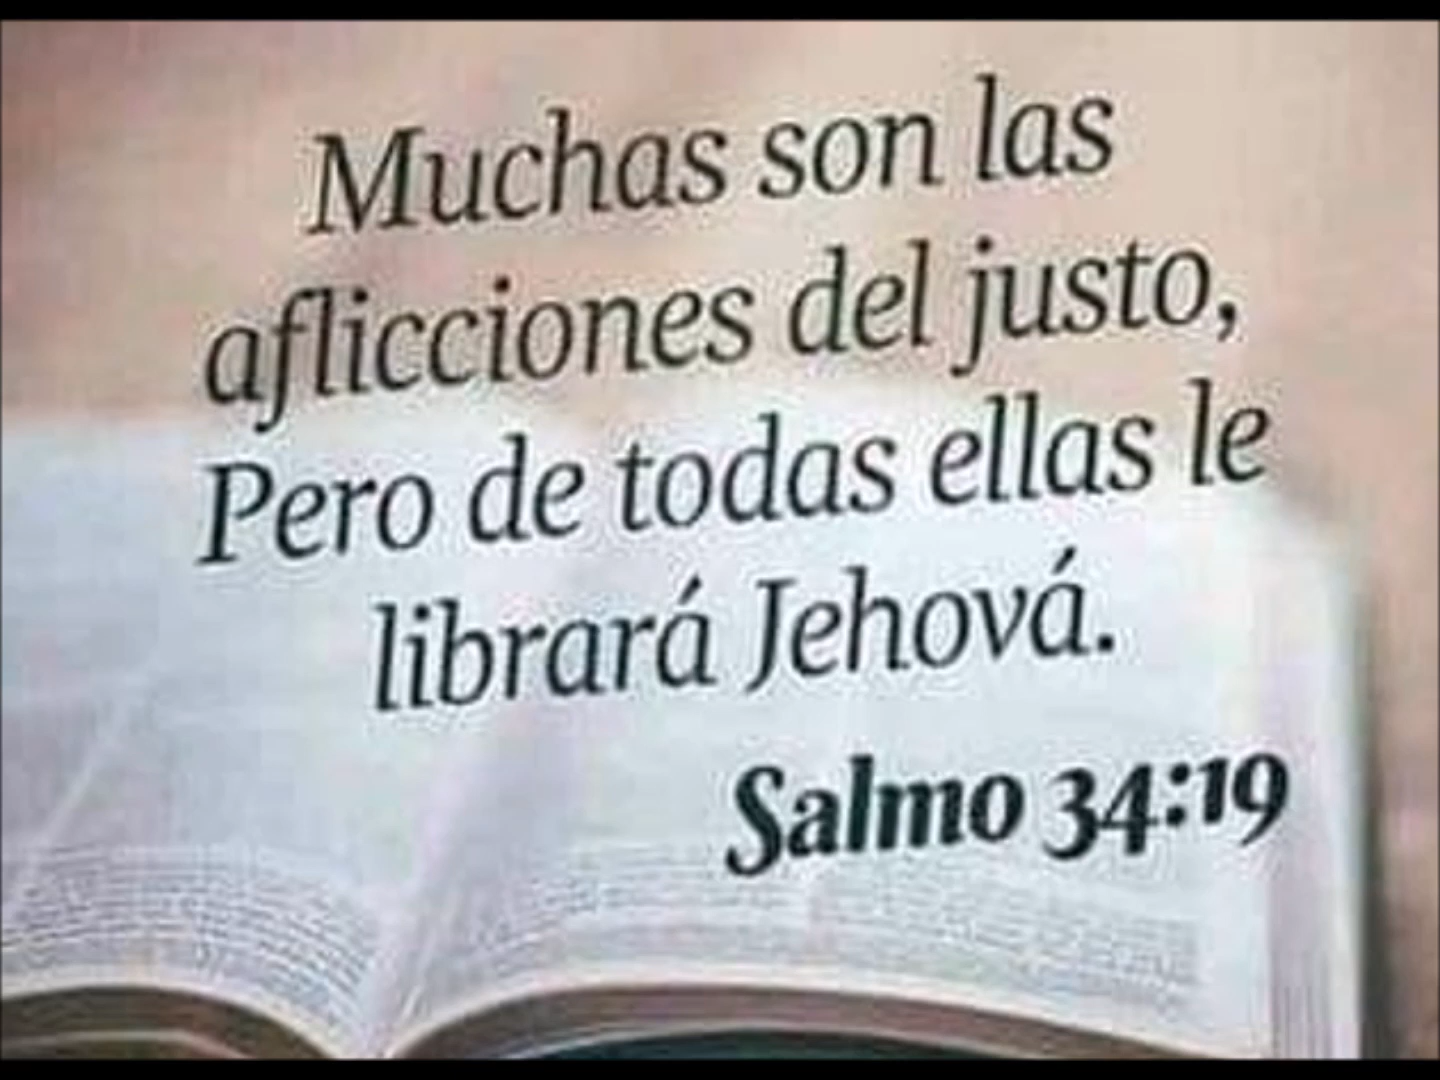 Muchas son las
aflicciones del justo,
Pero de todas ellas le
librará Jehová.
Salmo 34:19